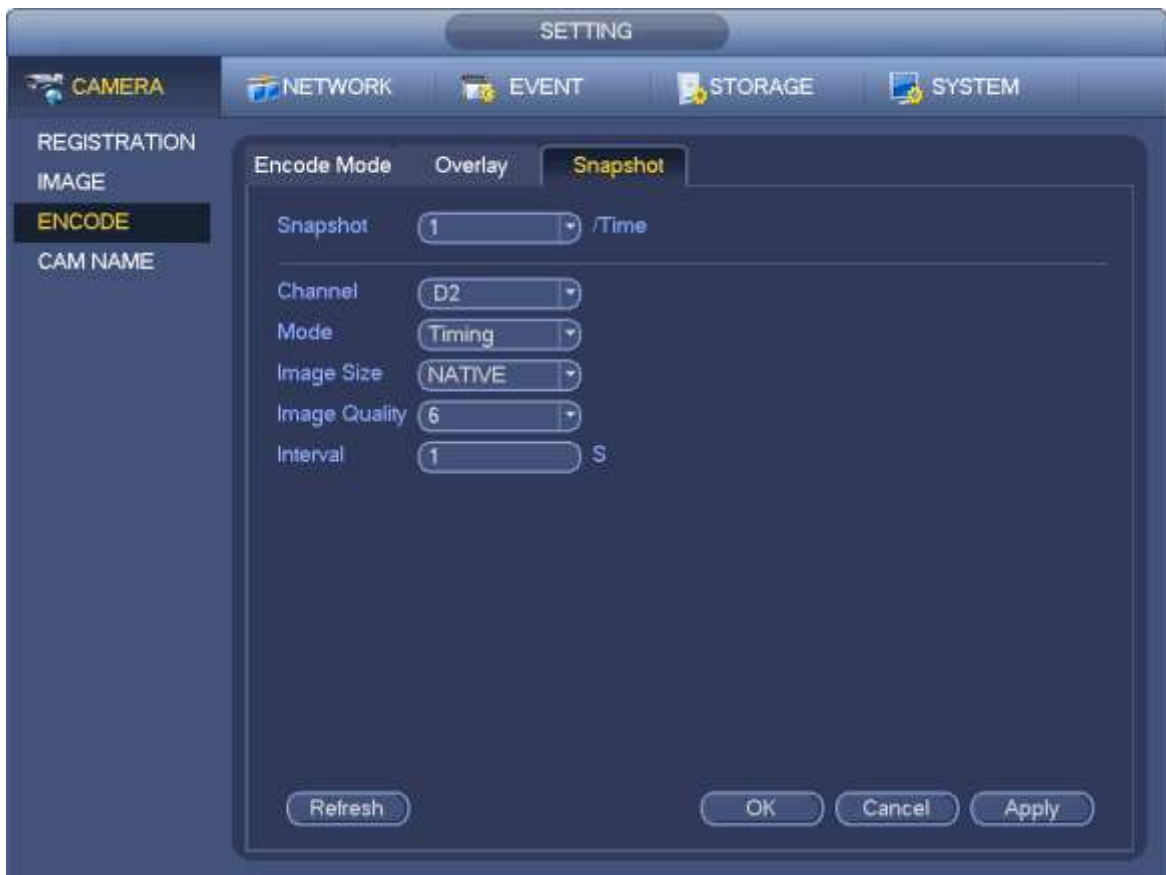 SETTING
CAMERA NETWORK EVENT STORAGE SYSTEM
REGISTRATION
IMAGE
ENCODE
CAM NAME
Encode Mode Overlay Snapshot
Snapshot 1 /Time
Channel D2
Mode Timing
Image Size NATIVE
Image Quality 6
Interval 1 S
Refresh OK Cancel Apply